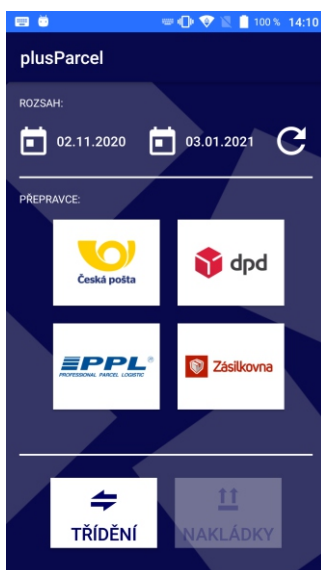 100 % 14:10
plusParcel
ROZSAH:
02.11.2020 03.01.2021
PŘEPRAVCE:
Česká pošta
dpd
PPL®
PROFESSIONAL PARCEL LOGISTIC
Zásilkovna
TŘÍDĚNÍ
NAKLÁDKY